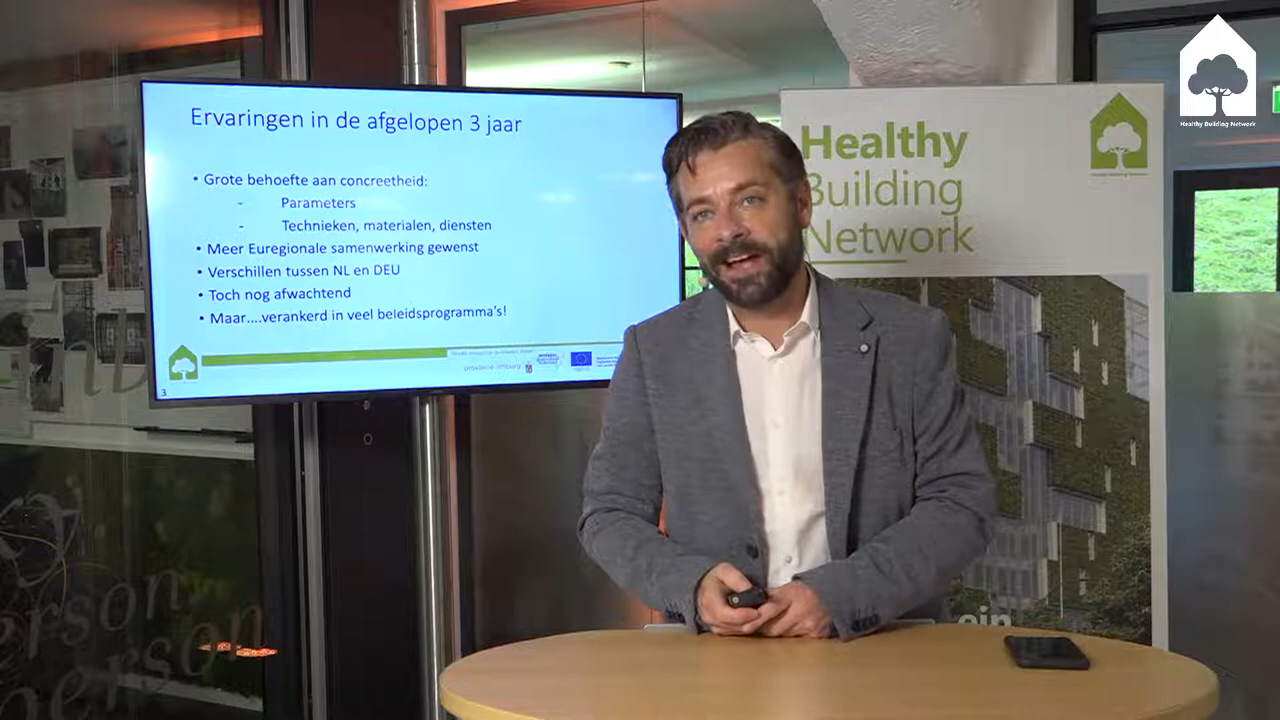 Ervaringen in de afgelopen 3 jaar
• Grote behoefte aan concreetheid:
- Parameters
- Technieken, materialen, diensten
• Meer Euregionale samenwerking gewenst
• Verschillen tussen NL en DEU
• Toch nog afwachtend
• Maar....verankerd in veel beleidsprogramma's!
provincie limburg
3
Healthy
Building
Network
ein
Healthy Building Network
erson